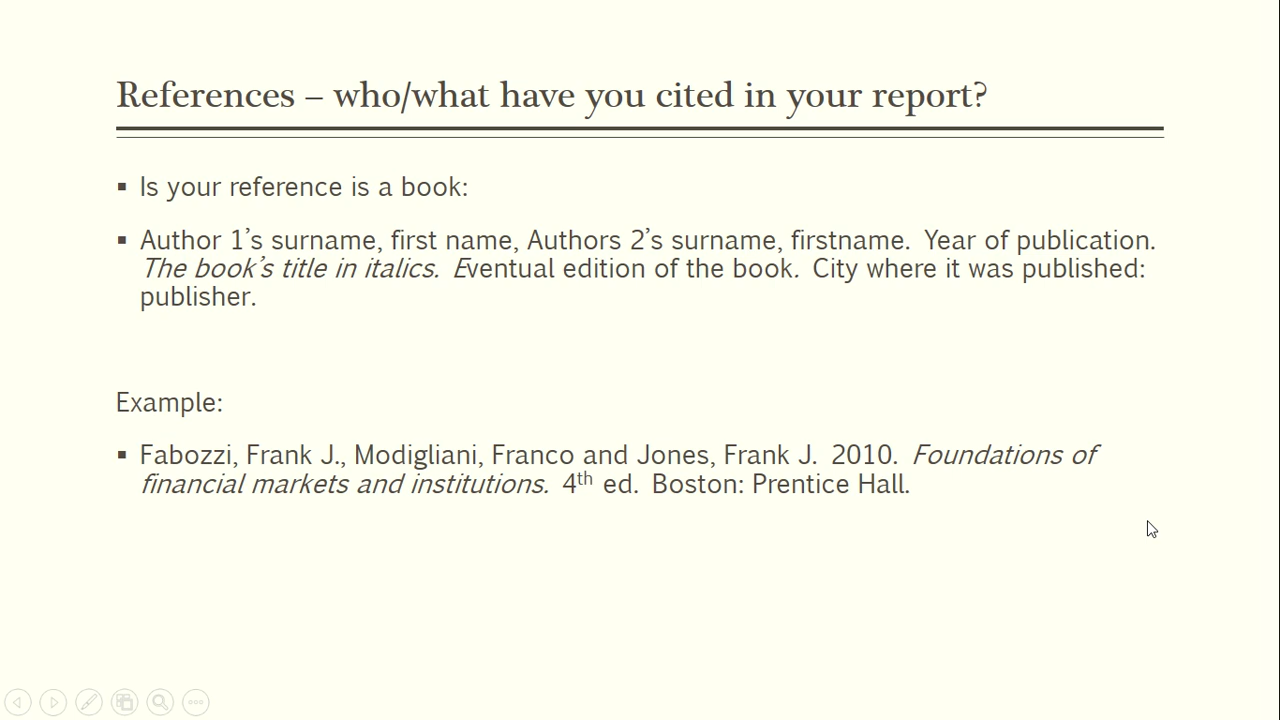 References – who/what have you cited in your report?
▪ Is your reference is a book:
▪ Author 1’s surname, first name, Authors 2’s surname, firstname. Year of publication.
The book’s title in italics. Eventual edition of the book. City where it was published:
publisher.
Example:
▪ Fabozzi, Frank J., Modigliani, Franco and Jones, Frank J. 2010. Foundations of
financial markets and institutions. 4th ed. Boston: Prentice Hall.